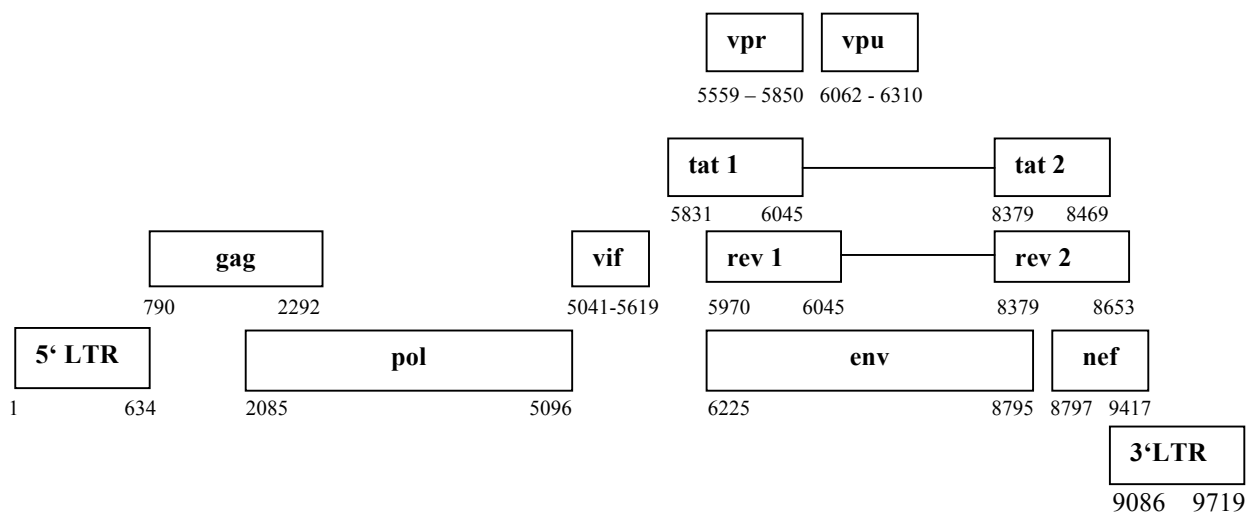 vpr vpu
5559 – 5850 6062 - 6310
tat 1 tat 2
5831 6045 8379 8469
gag vif rev 1 rev 2
790 2292 5041-5619 5970 6045 8379 8653
5‘ LTR pol env nef
1 634 2085 5096 6225 8795 8797 9417
3‘LTR
9086 9719